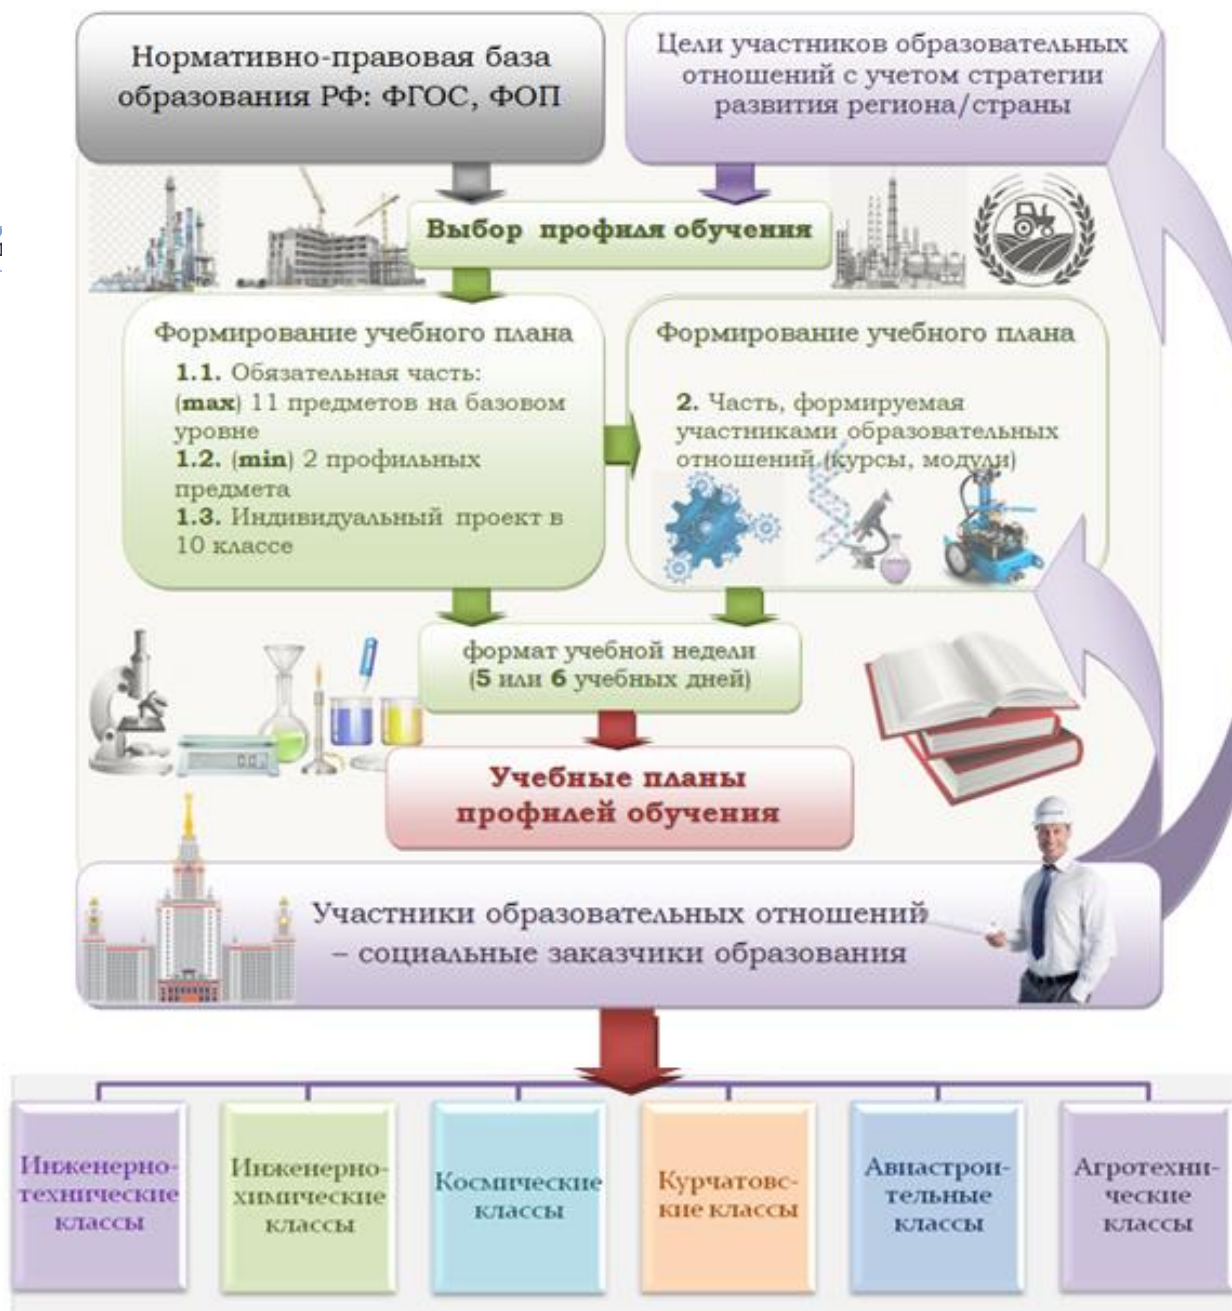 Нормативно-правовая база
образования РФ: ФГОС, ФОП
Цели участников образовательных
отношений с учетом стратегии
развития региона/страны
Выбор профиля обучения
Формирование учебного плана
1.1. Обязательная часть:
(max) 11 предметов на базовом
уровне
1.2. (min) 2 профильных
предмета
1.3. Индивидуальный проект в
10 классе
Формирование учебного плана
2. Часть, формируемая
участниками образовательных
отношений (курсы, модули)
формат учебной недели
(5 или 6 учебных дней)
Учебные планы
профилей обучения
Участники образовательных отношений
– социальные заказчики образования
Инженерно-
технические
классы
Инженерно-
химические
классы
Космические
классы
Курчатовс-
кие классы
Авиастрои-
тельные
классы
Агротехни-
ческие
классы